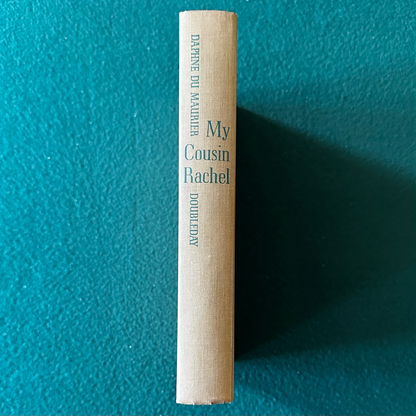 DAPHNE DU MAURIER
My
Cousin
Rachel
DOUBLEDAY